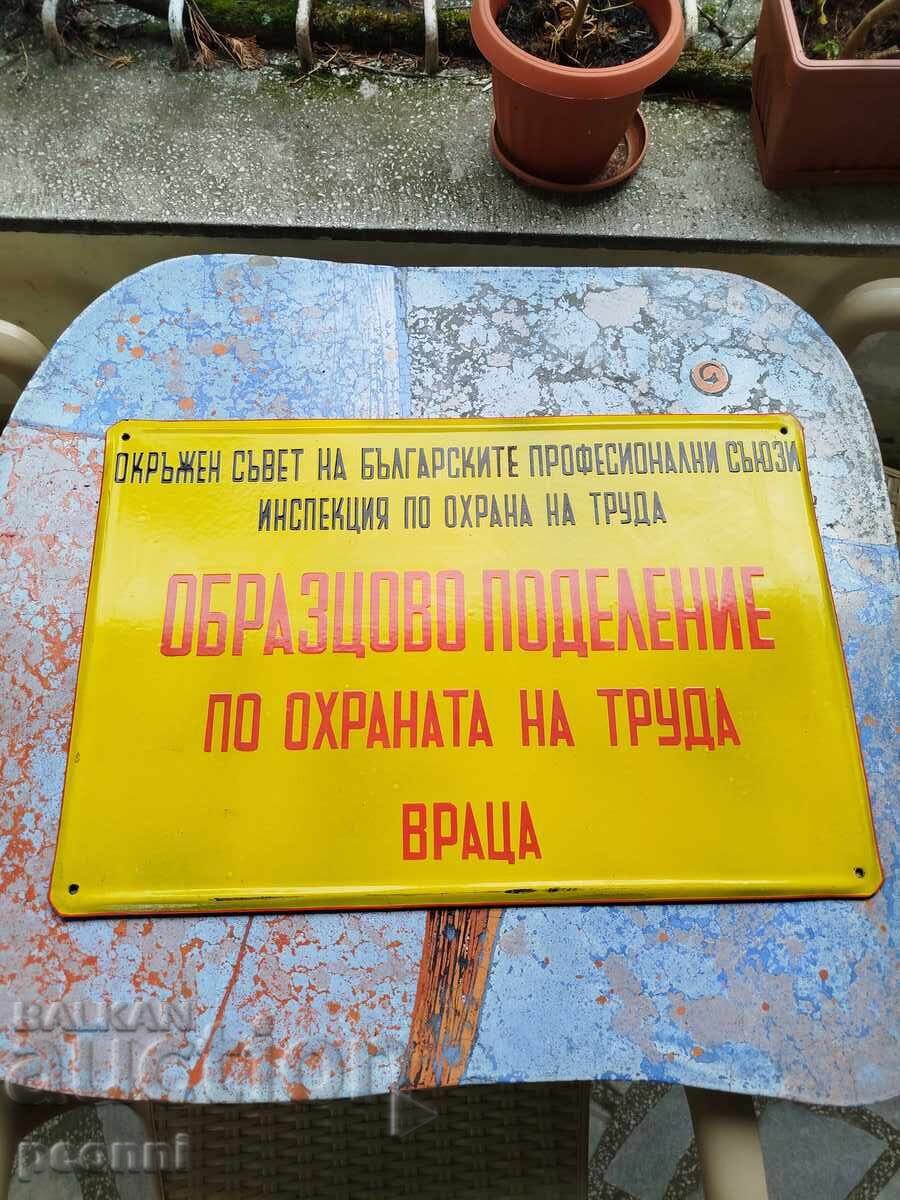 ОКРЪЖЕН СЪВЕТ НА БЪЛГАРСКИТЕ ПРОФЕСИОНАЛНИ СЪЮЗИ
ИНСПЕКЦИЯ ПО ОХРАНА НА ТРУДА
ОБРАЗЦОВО ПОДЕЛЕНИЕ
ПО ОХРАНАТА НА ТРУДА
ВРАЦА
BALKAN
auction
peonni